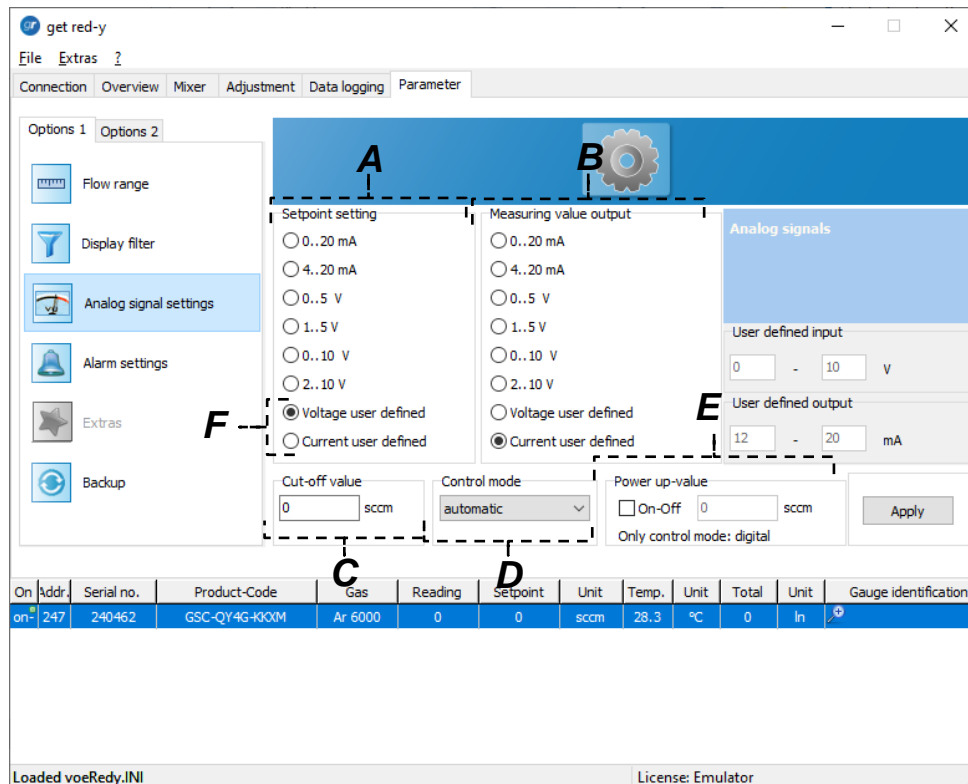 get red-y
File Extras ?
Connection Overview Mixer Adjustment Data logging Parameter
Options 1 Options 2
Flow range
Display filter
Analog signal settings
Alarm settings
Extras
Backup
A
B
Setpoint setting
0..20 mA
4..20 mA
0..5 V
1..5 V
0..10 V
2..10 V
Voltage user defined
Current user defined
F
Measuring value output
0..20 mA
4..20 mA
0..5 V
1..5 V
0..10 V
2..10 V
Voltage user defined
Current user defined
Analog signals
User defined input
0 - 10 V
User defined output
12 - 20 mA
E
Cut-off value
0 sccm
C
Control mode
automatic
D
Power up-value
On-Off 0 sccm
Only control mode: digital
Apply
On Addr. Serial no. Product-Code Gas Reading Setpoint Unit Temp. Unit Total Unit Gauge identification
on- 247 240462 GSC-QY4G-KKXM Ar 6000 0 0 sccm 28.3 °C 0 ln
Loaded voeRedy.INI License: Emulator